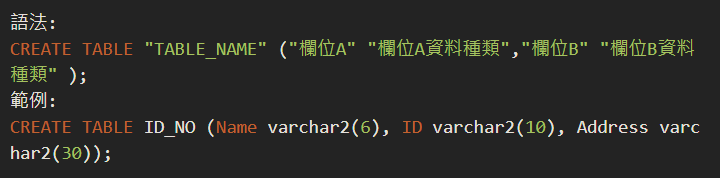 語法:
CREATE TABLE "TABLE_NAME" ("欄位A" "欄位A資料種類","欄位B" "欄位B資料
種類" );
範例:
CREATE TABLE ID_NO (Name varchar2(6), ID varchar2(10), Address varc
har2(30));